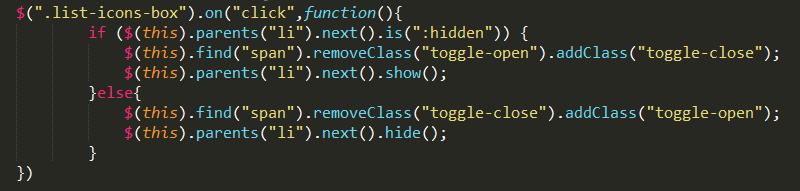 $(".list-icons-box").on("click",function(){
if ($(this).parents("li").next().is(":hidden")) {
$(this).find("span").removeClass("toggle-open").addClass("toggle-close");
$(this).parents("li").next().show();
}else{
$(this).find("span").removeClass("toggle-close").addClass("toggle-open");
$(this).parents("li").next().hide();
}
})